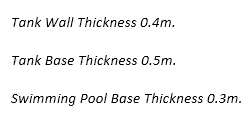 Tank Wall Thickness 0.4m.
Tank Base Thickness 0.5m.
Swimming Pool Base Thickness 0.3m.